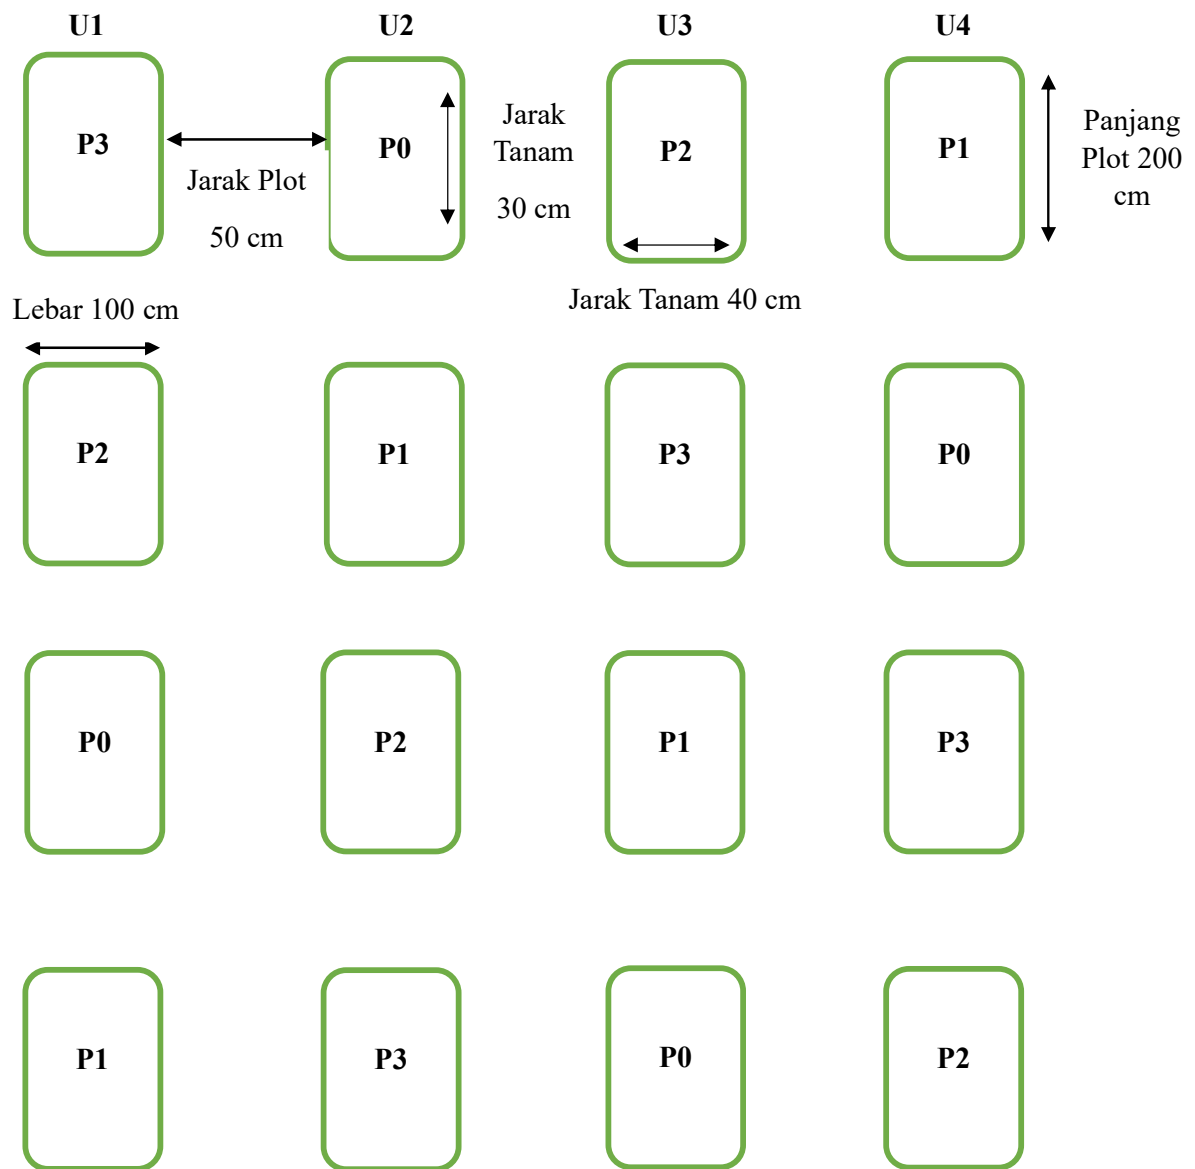 U1 U2 U3 U4
P3
Jarak Plot
50 cm
P0
Jarak
Tanam
30 cm
P2
P1
Panjang
Plot 200
cm
Lebar 100 cm
Jarak Tanam 40 cm
P2 P1 P3 P0
P0 P2 P1 P3
P1 P3 P0 P2